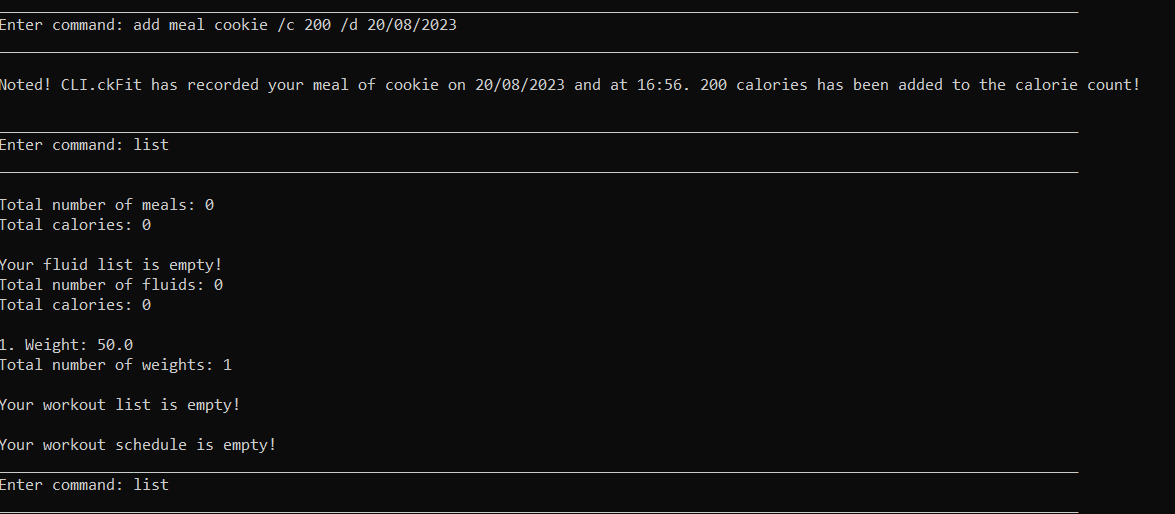 Enter command: add meal cookie /c 200 /d 20/08/2023
Noted! CLI.ckFit has recorded your meal of cookie on 20/08/2023 and at 16:56. 200 calories has been added to the calorie count!
Enter command: list
Total number of meals: 0
Total calories: 0
Your fluid list is empty!
Total number of fluids: 0
Total calories: 0
1. Weight: 50.0
Total number of weights: 1
Your workout list is empty!
Your workout schedule is empty!
Enter command: list